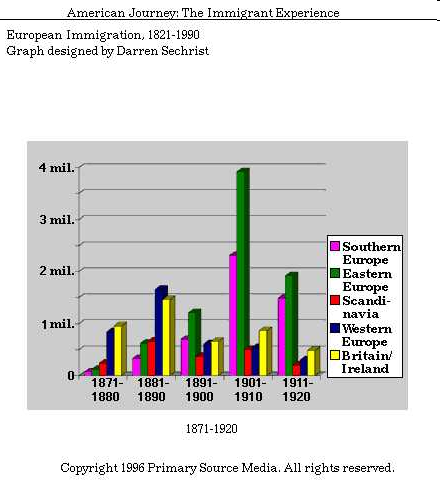 American Journey: The Immigrant Experience
European Immigration, 1821-1990
Graph designed by Darren Sechrist
4 mil.
3 mil.
2 mil.
1 mil.
0
1871-
1880
1881-
1890
1891-
1900
1901-
1910
1911-
1920
Southern
Europe
Eastern
Europe
Scandi-
navia
Western
Europe
Britain/
Ireland
1871-1920
Copyright 1996 Primary Source Media. All rights reserved.